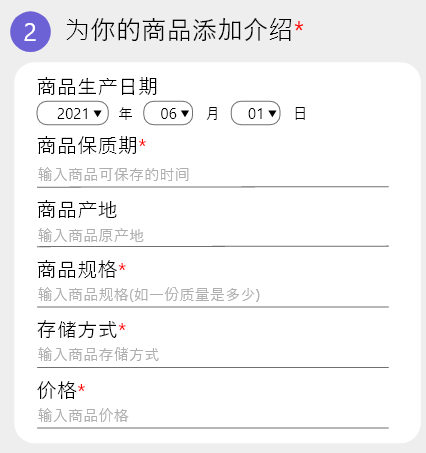 2 为你的商品添加介绍*
商品生产日期
2021▼ 年 06▼ 月 01▼ 日
商品保质期*
输入商品可保存的时间
商品产地
输入商品原产地
商品规格*
输入商品规格(如一份质量是多少)
存储方式*
输入商品存储方式
价格*
输入商品价格